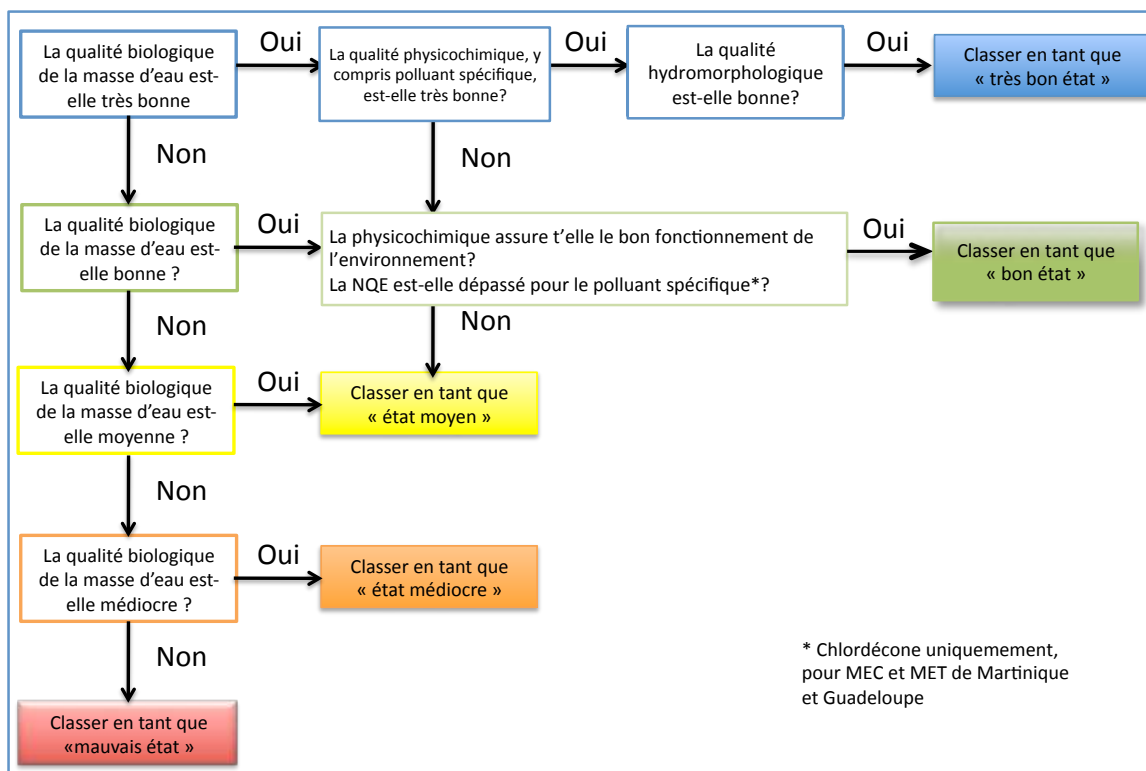 La qualité biologique
de la masse d'eau est-
elle très bonne
Oui
La qualité physicochimique, y
compris polluant spécifique,
est-elle très bonne?
Oui
La
qualité
hydromorphologique
est-elle bonne?
Oui
Classer en tant que
« très bon état »
Non
Non
La qualité biologique
de la masse d'eau est-
elle bonne ?
Oui
La physicochimique assure t'elle le bon fonctionnement de
l'environnement?
La NQE est-elle dépassé pour le polluant spécifique*?
Oui
Classer en tant que
« bon état »
Non
Non
La qualité biologique
de la masse d'eau est-
elle moyenne ?
Oui
Classer en tant que
« état moyen »
Non
La qualité biologique
de la masse d'eau est-
elle médiocre ?
Oui
Classer en tant que
« état médiocre »
Non
* Chlordécone uniquemement,
pour MEC et MET de Martinique
et Guadeloupe
Classer en tant que
«mauvais état »